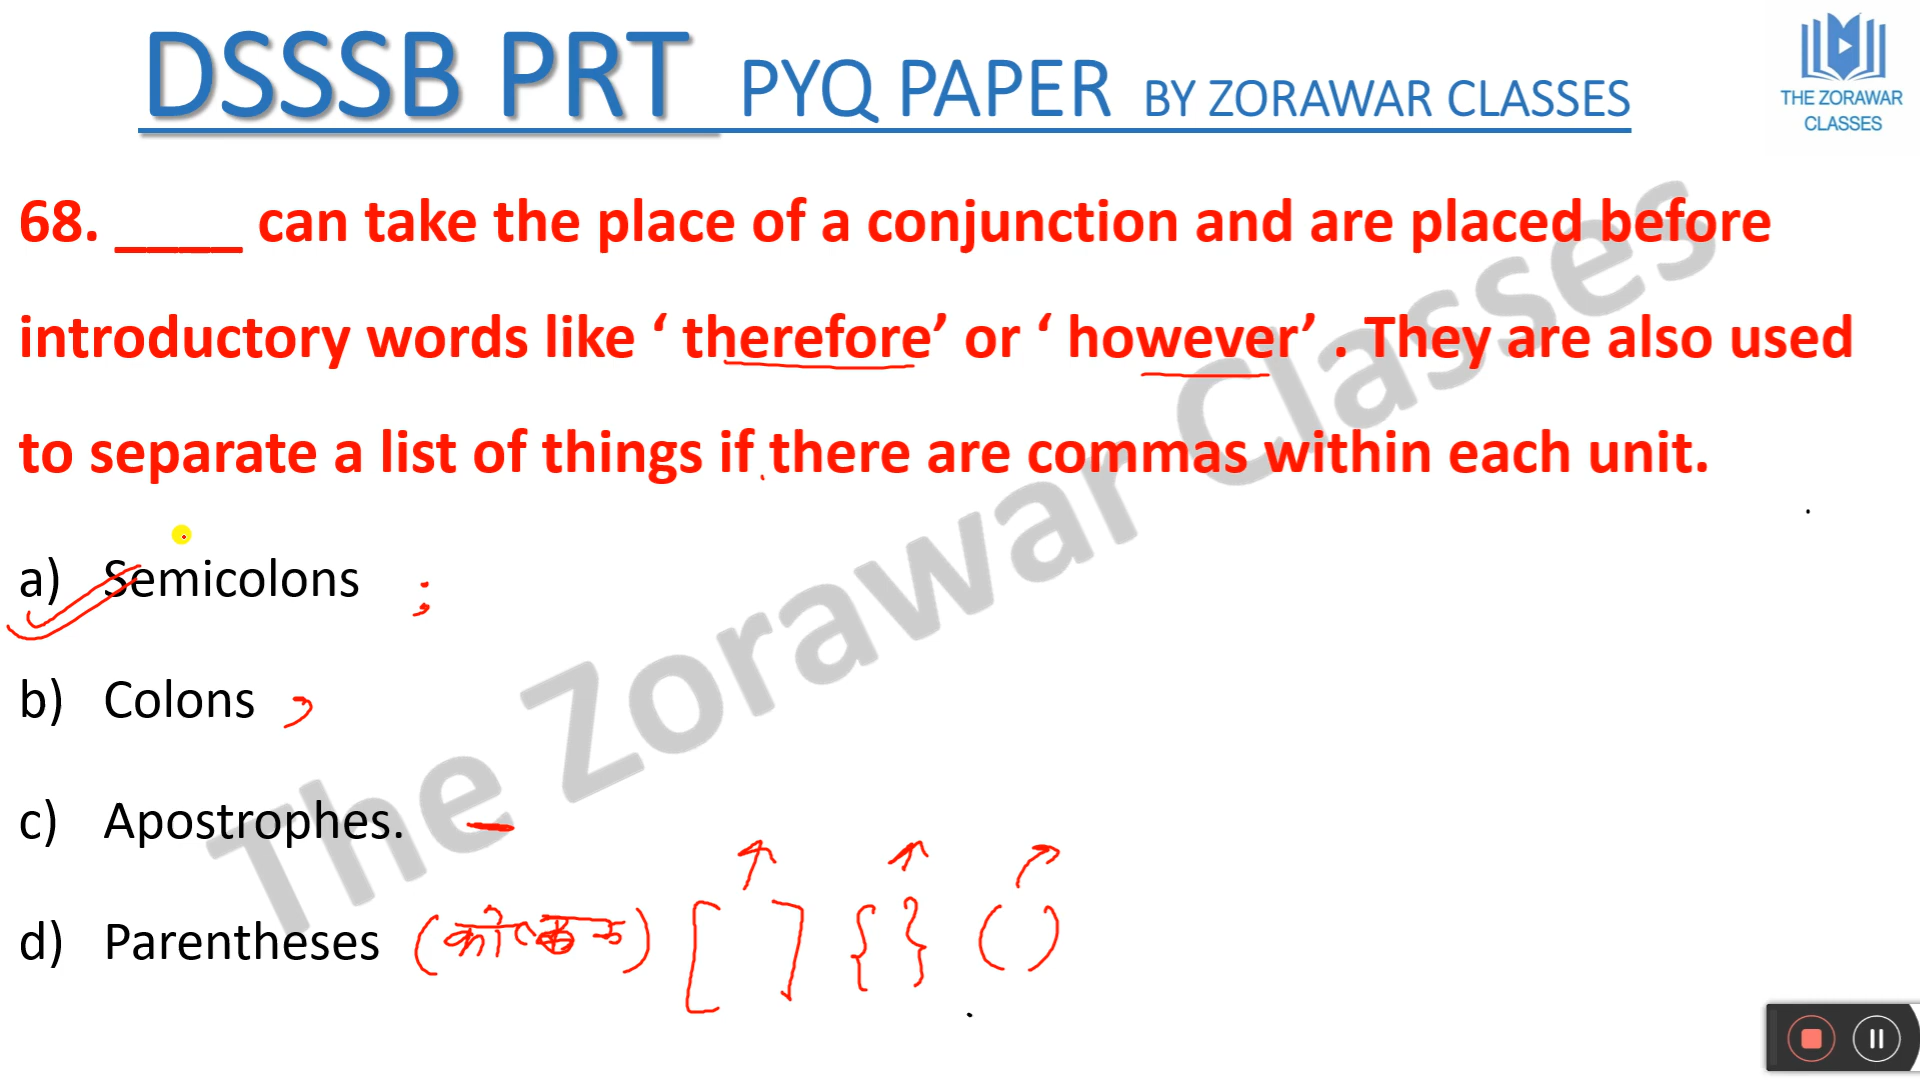 DSSSB PRT PYQ PAPER BY ZORAWAR CLASSES
THE ZORAWAR
CLASSES
68. ____ can take the place of a conjunction and are placed before
introductory words like ‘ therefore’ or ‘ however’ . They are also used
to separate a list of things if there are commas within each unit.
a) Semicolons ;
b) Colons ,
c) Apostrophes. –
d) Parentheses (कोष्ठक) [ ] { } ( )
The Zorawar Classes